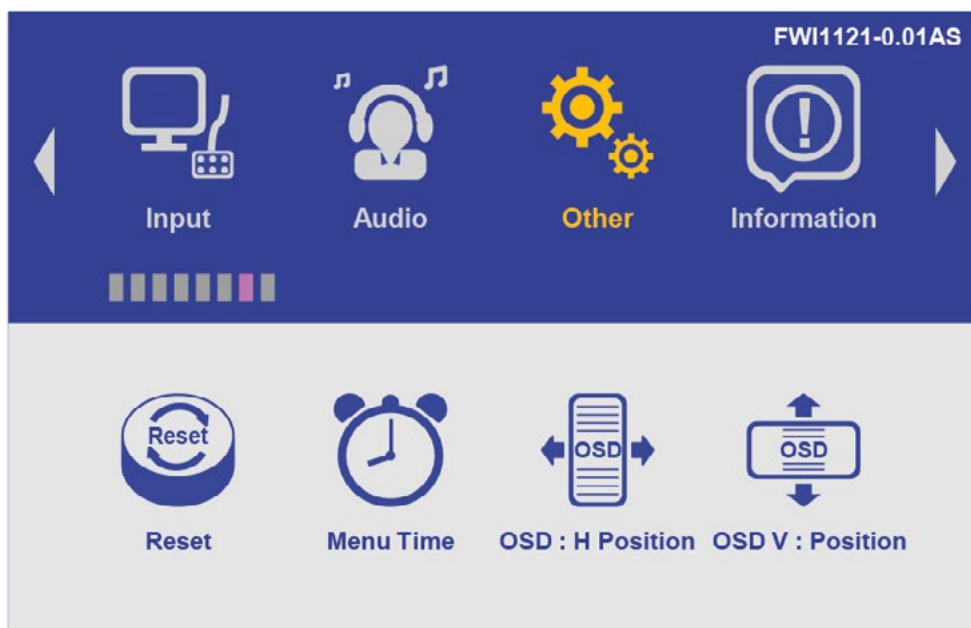 FWI1121-0.01AS
Input Audio Other Information
Reset OSD OSD
Reset Menu Time OSD : H Position OSD V : Position